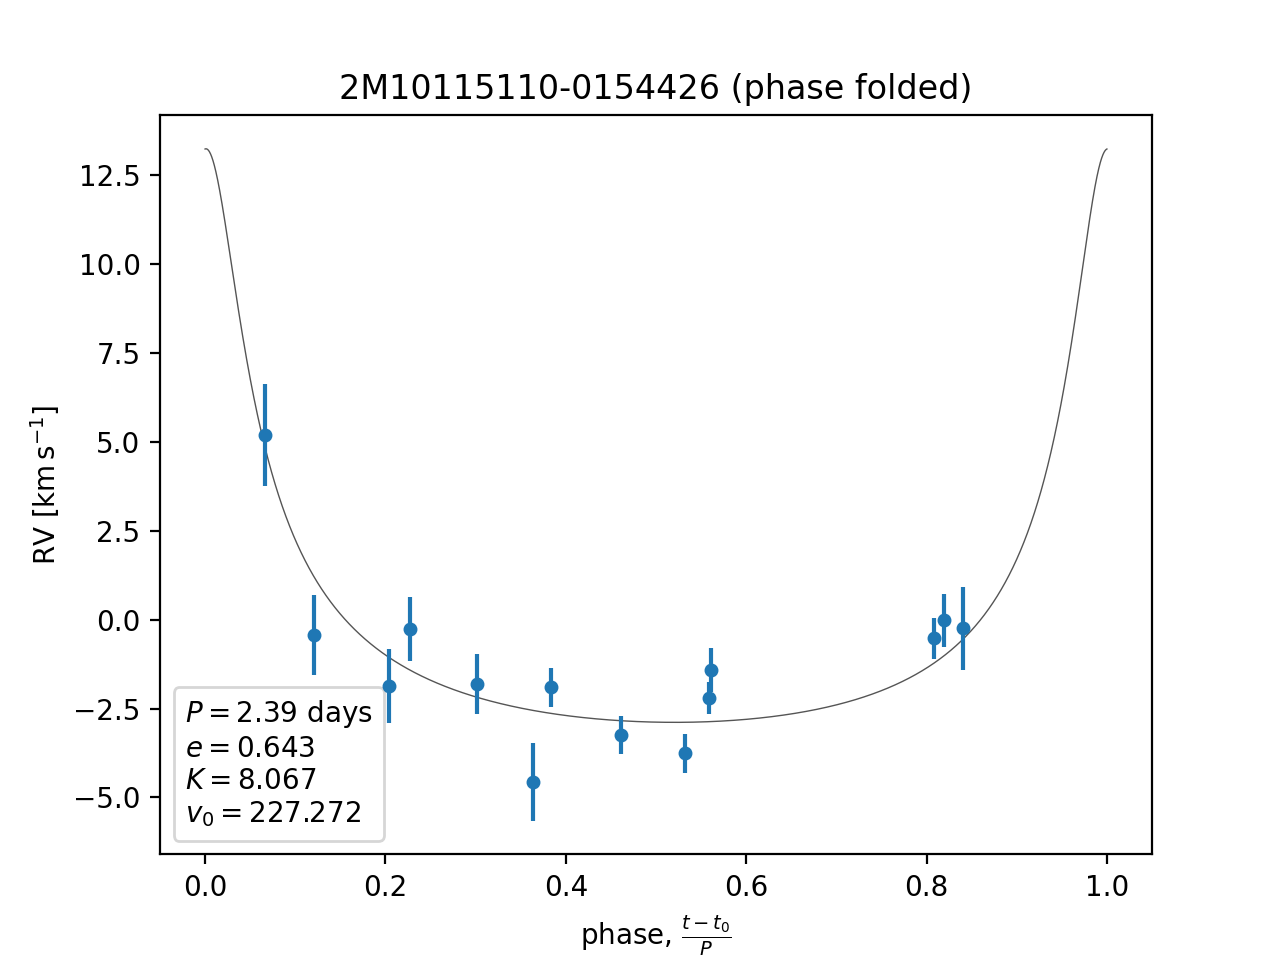 2M10115110-0154426 (phase folded)
12.5
10.0
7.5
5.0
2.5
0.0
−2.5
−5.0
RV [km s⁻¹]
P = 2.39 days
e = 0.643
K = 8.067
v₀ = 227.272
0.0 0.2 0.4 0.6 0.8 1.0
phase, (t − t₀)/P